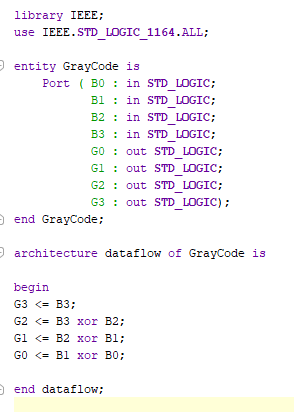 library IEEE;
use IEEE.STD_LOGIC_1164.ALL;
entity GrayCode is
Port ( B0 : in STD_LOGIC;
B1 : in STD_LOGIC;
B2 : in STD_LOGIC;
B3 : in STD_LOGIC;
G0 : out STD_LOGIC;
G1 : out STD_LOGIC;
G2 : out STD_LOGIC;
G3 : out STD_LOGIC);
end GrayCode;
architecture dataflow of GrayCode is
begin
G3 <= B3;
G2 <= B3 xor B2;
G1 <= B2 xor B1;
G0 <= B1 xor B0;
end dataflow;